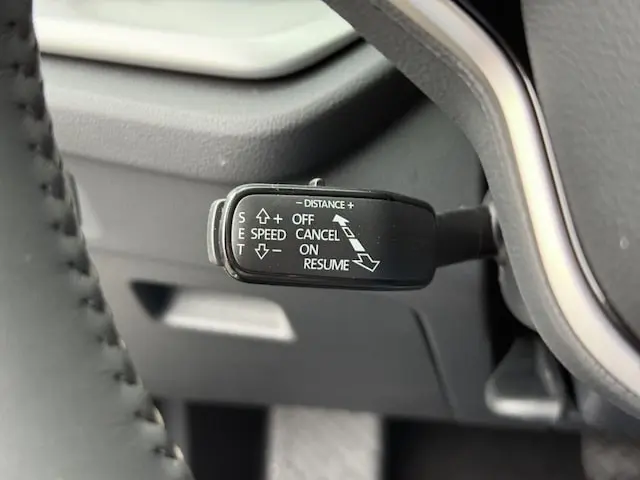 - DISTANCE +
S + OFF
E SPEED CANCEL
T - ON
RESUME